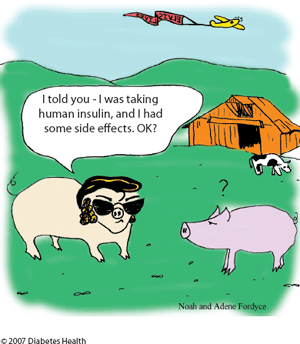 I told you - I was taking
human insulin, and I had
some side effects. OK?
?
Noah and Adene Fordyce
© 2007 Diabetes Health